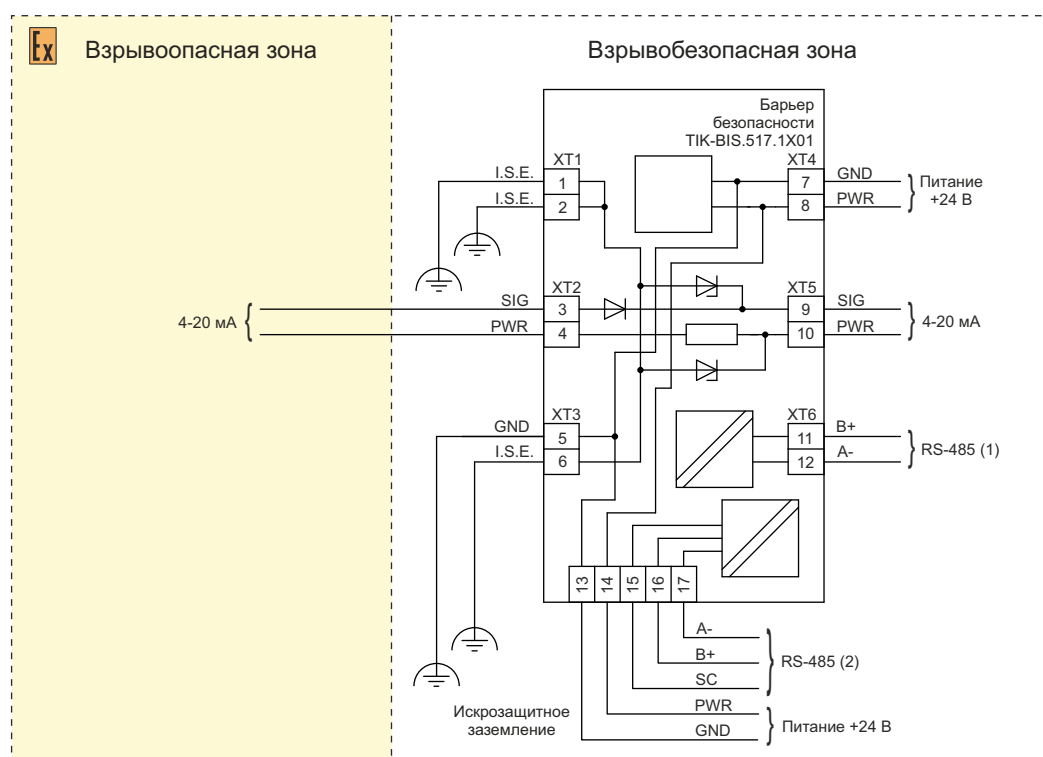 Ex
Взрывоопасная зона
Взрывобезопасная зона
Барьер
безопасности
TIK-BIS.517.1X01
XT1
XT4
I.S.E.
1
7
GND
I.S.E.
2
8
PWR
Питание
+24 В
XT2
XT5
SIG
3
9
SIG
4-20 мА
PWR
4
10
PWR
4-20 мА
XT3
XT6
GND
5
11
B+
I.S.E.
6
12
A-
RS-485 (1)
13
14
15
16
17
A-
B+
SC
RS-485 (2)
PWR
GND
Питание +24 В
Искрозащитное
заземление